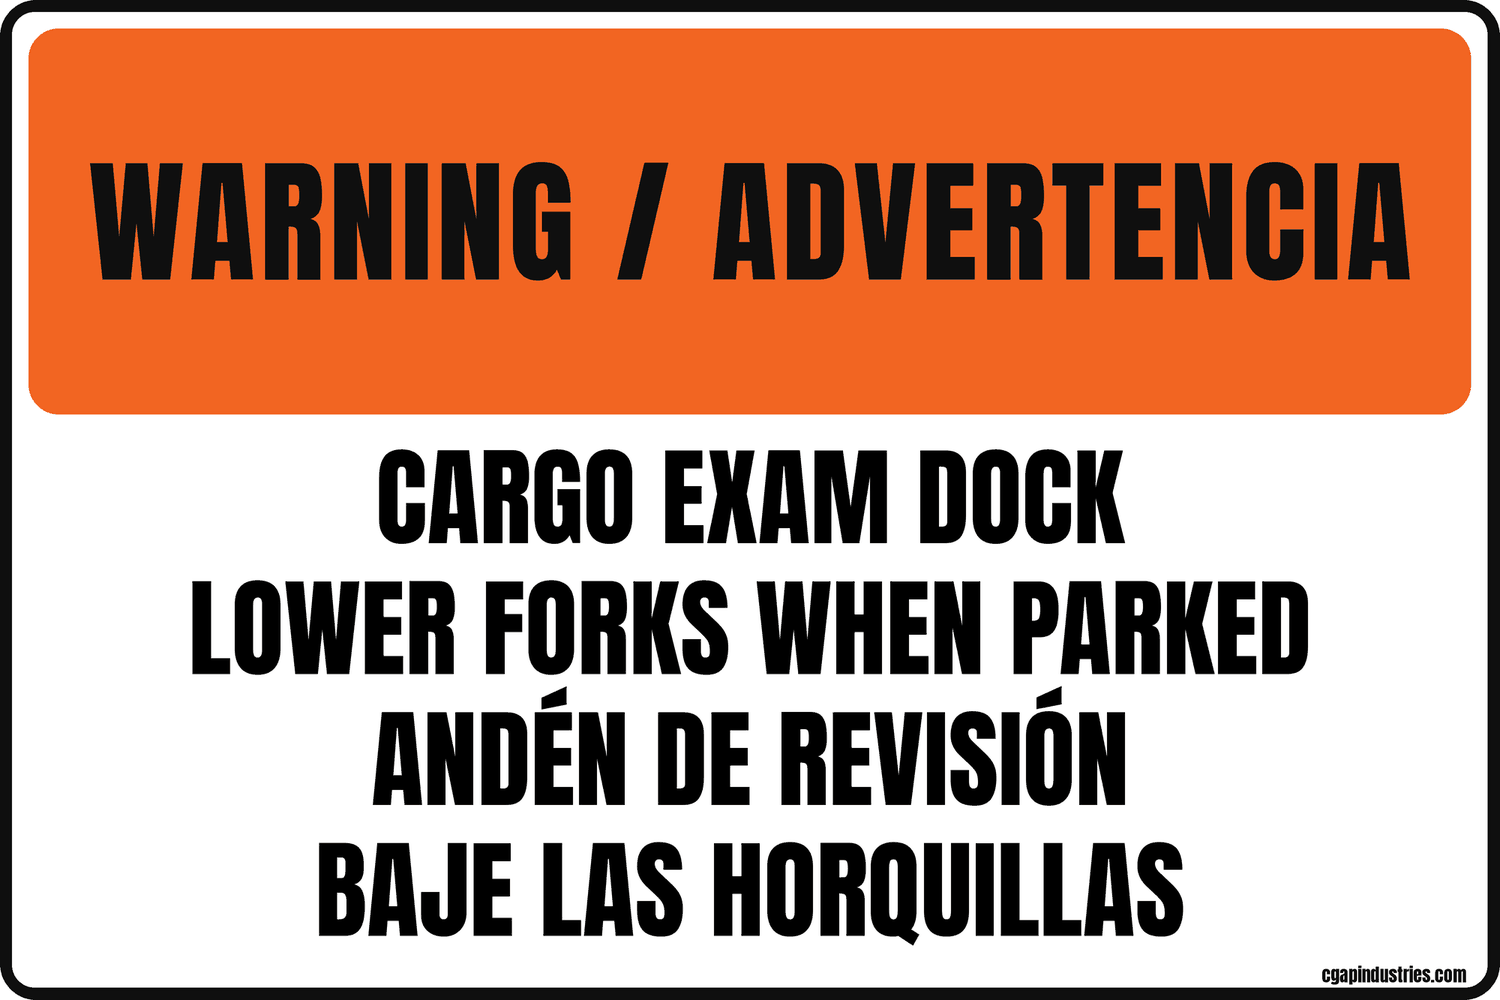 WARNING / ADVERTENCIA
CARGO EXAM DOCK
LOWER FORKS WHEN PARKED
ANDÉN DE REVISIÓN
BAJE LAS HORQUILLAS
cgapindustries.com